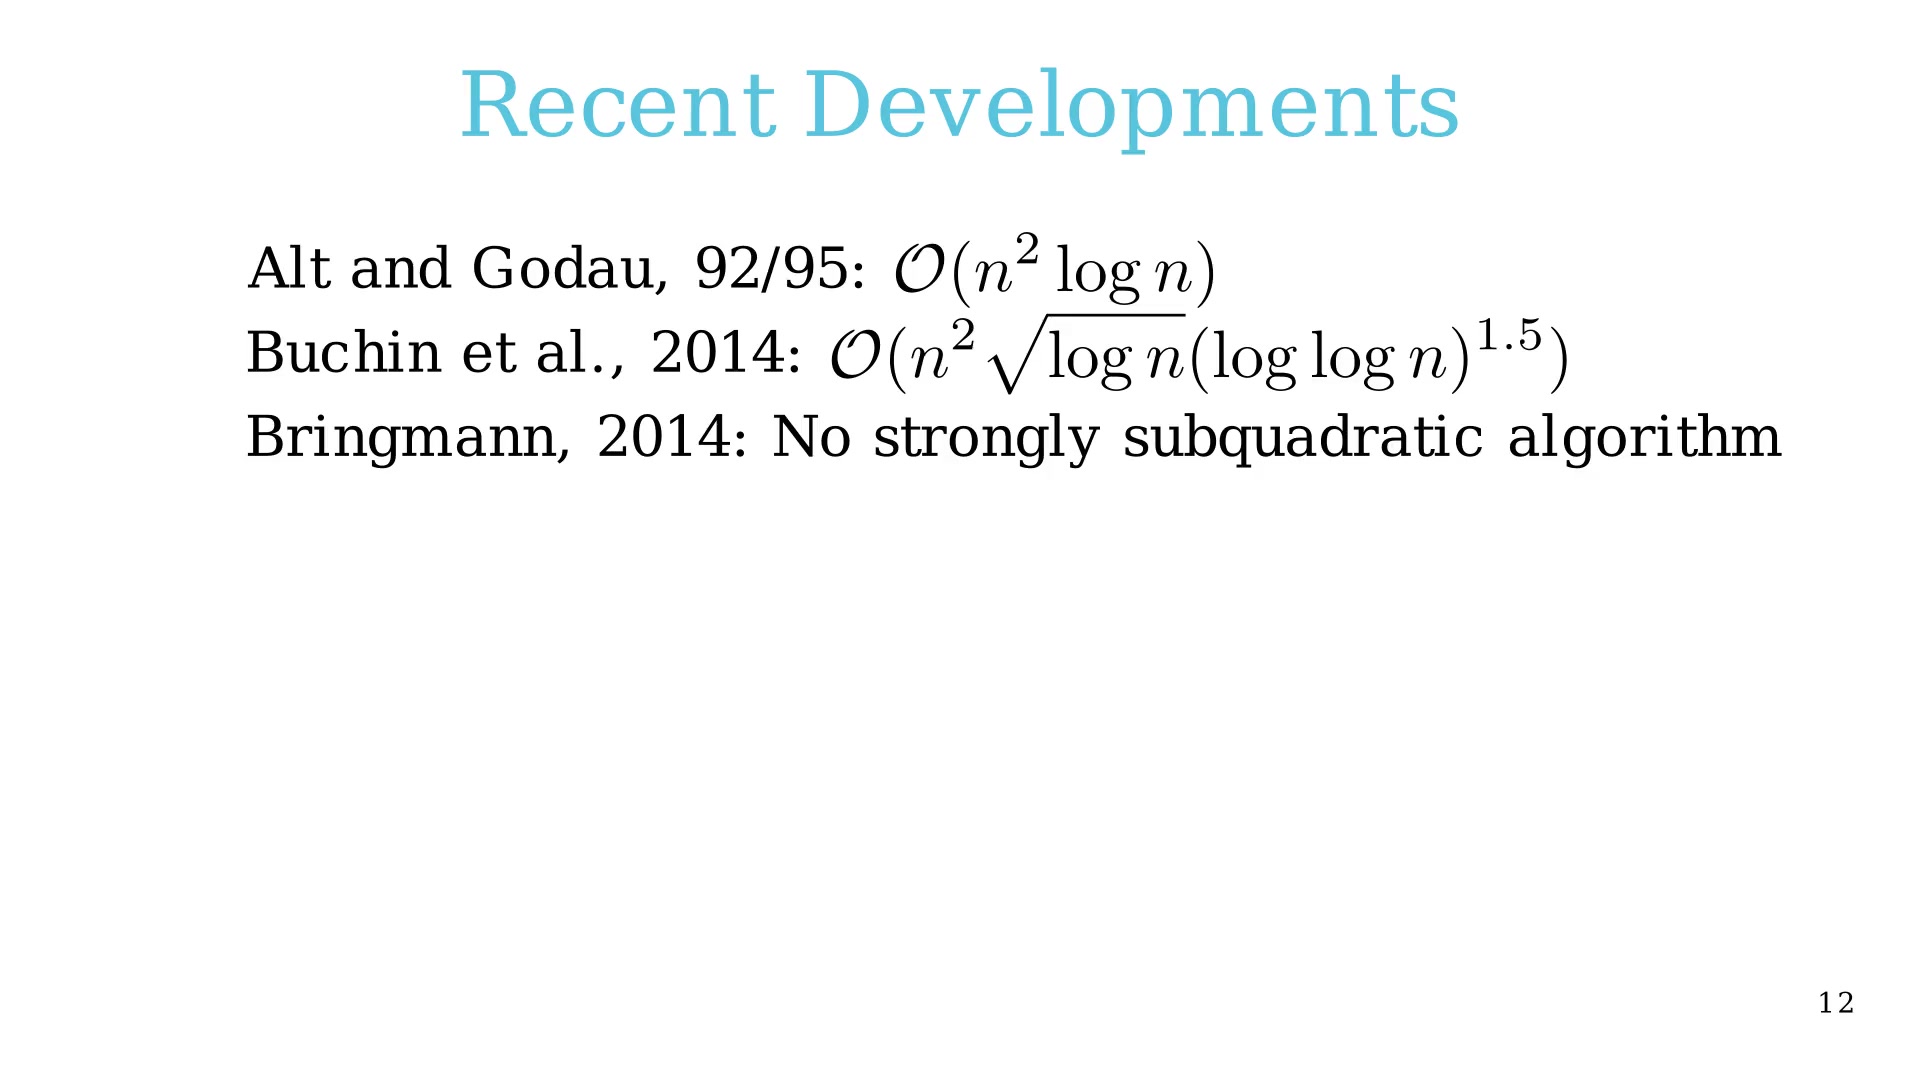 Recent Developments
Alt and Godau, 92/95: $\mathcal{O}(n^2 \log n)$
Buchin et al., 2014: $\mathcal{O}(n^2 \sqrt{\log n}(\log \log n)^{1.5})$
Bringmann, 2014: No strongly subquadratic algorithm
12